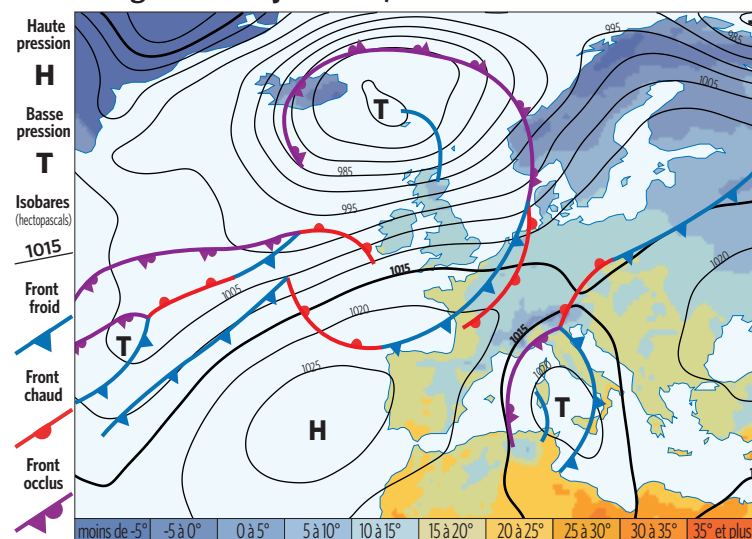 Haute
pression
H
Basse
pression
T
Isobares
(hectopascals)
1015
Front
froid
Front
chaud
Front
occlus
995
985
1005
T
985
995
1015
1005
1020
1020
T
1015
1025
H
T
moins de -5°
-5 à 0°
0 à 5°
5 à 10°
10 à 15°
15 à 20°
20 à 25°
25 à 30°
30 à 35°
35° et plus